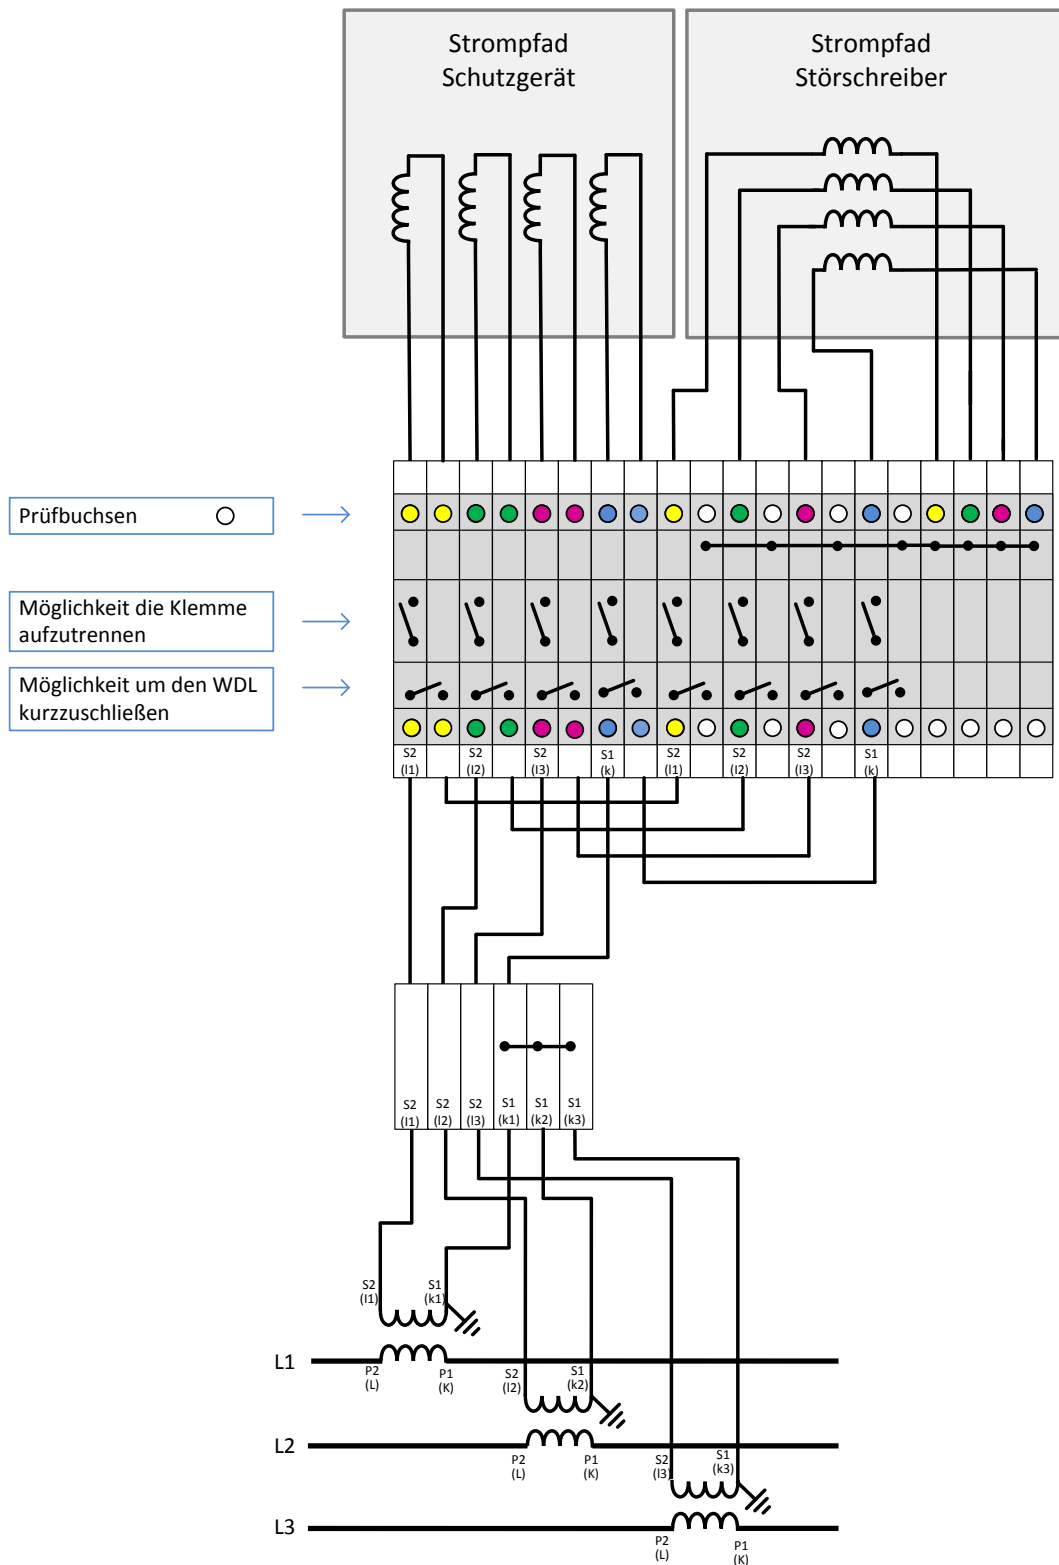 Strompfad
Schutzgerät
Strompfad
Störschreiber
Prüfbuchsen
Möglichkeit die Klemme
aufzutrennen
Möglichkeit um den WDL
kurzzuschließen
S2 S2 S2 S1 S2 S2 S2 S1
(l1) (l2) (l3) (k) (l1) (l2) (l3) (k)
S2 S2 S2 S1 S1 S1
(l1) (l2) (l3) (k1) (k2) (k3)
S2 S1
(l1) (k1)
L1
P2 P1
(L) (K)
S2 S1
(l2) (k2)
L2
P2 P1
(L) (K)
S2 S1
(l3) (k3)
L3
P2 P1
(L) (K)